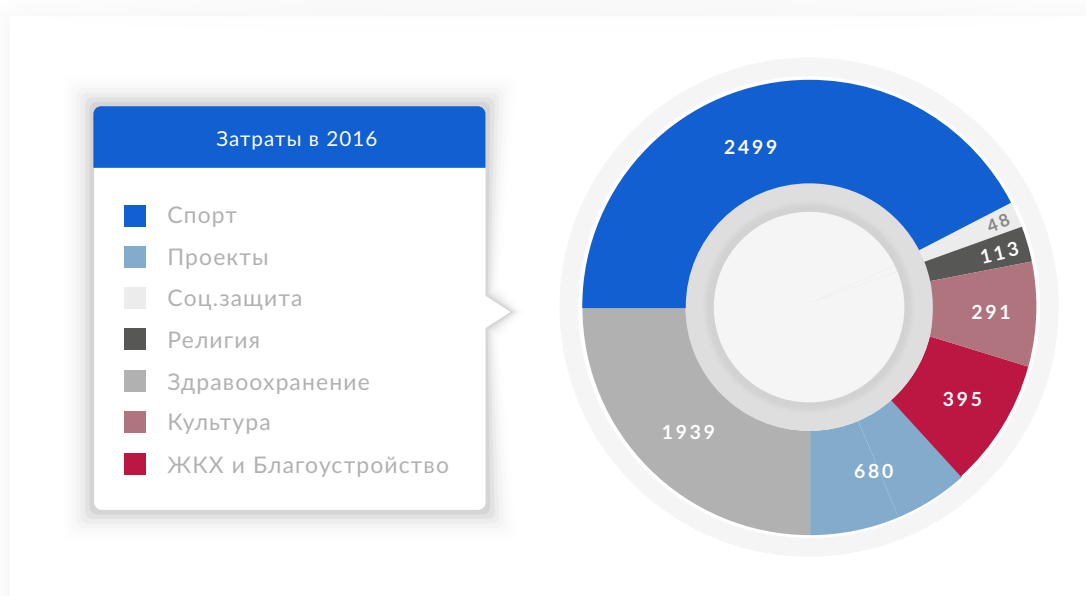 Затраты в 2016
Спорт
Проекты
Соц.защита
Религия
Здравоохранение
Культура
ЖКХ и Благоустройство
2499
48
113
291
395
680
1939